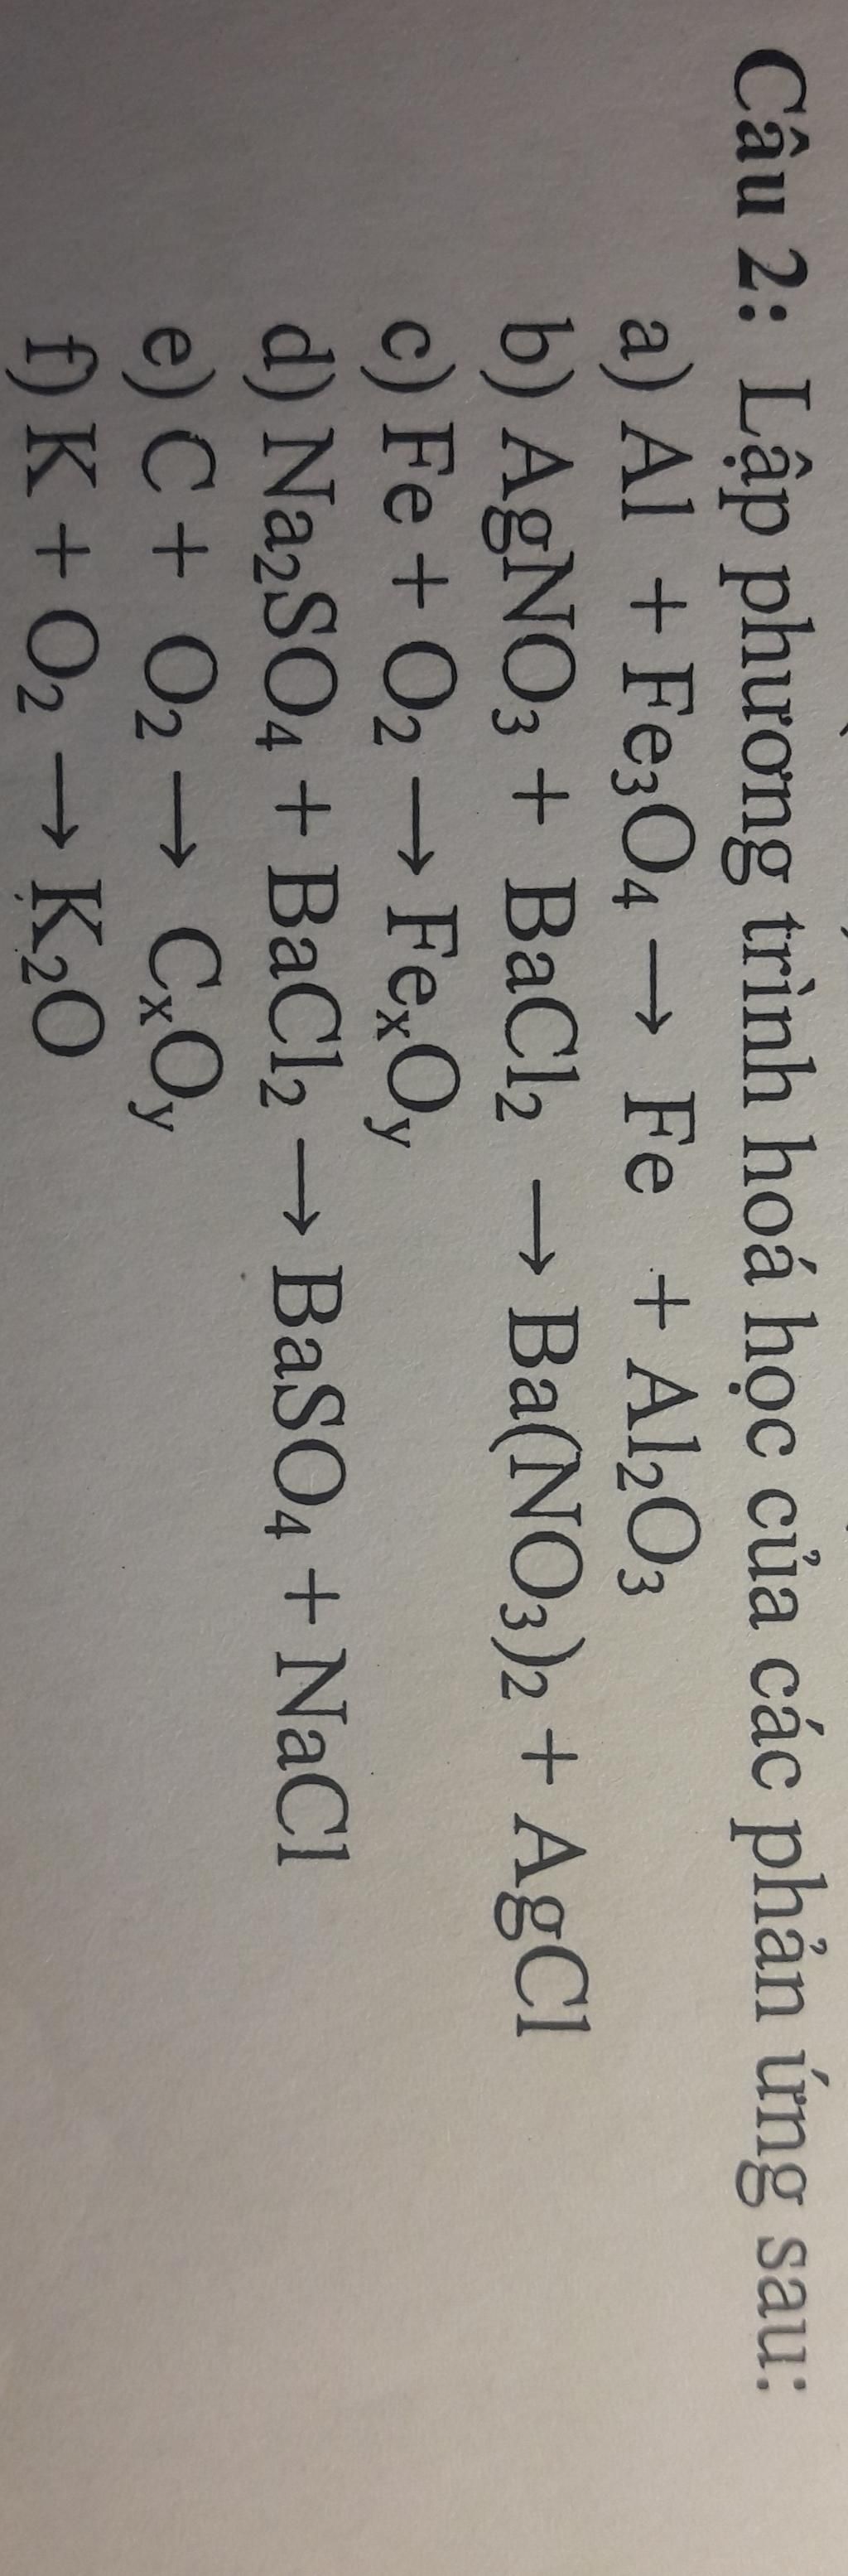 Câu 2: Lập phương trình hoá học của các phản ứng sau:
a) Al + Fe₃O₄ → Fe + Al₂O₃
b) AgNO₃ + BaCl₂ → Ba(NO₃)₂ + AgCl
c) Fe + O₂ → FeₓOᵧ
d) Na₂SO₄ + BaCl₂ → BaSO₄ + NaCl
e) C + O₂ → CₓOᵧ
f) K + O₂ → K₂O